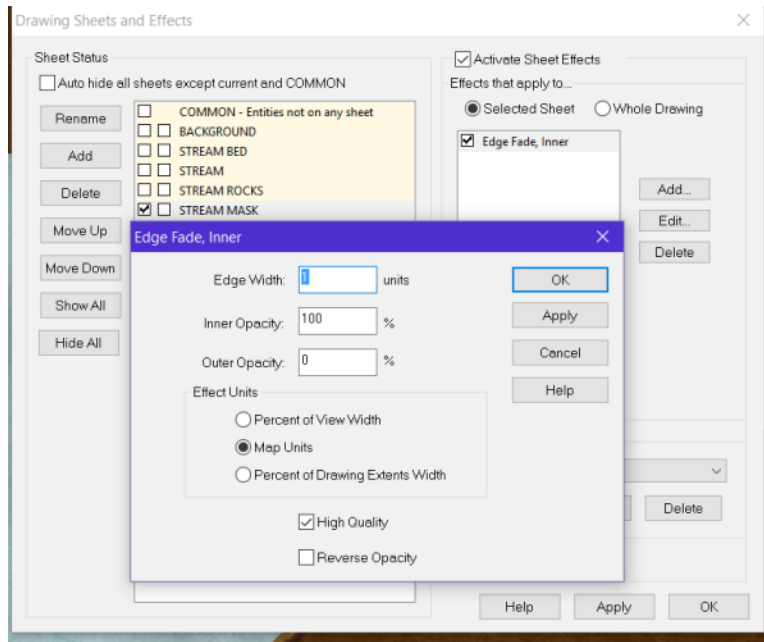 Drawing Sheets and Effects
Sheet Status
Auto hide all sheets except current and COMMON
Rename
Add
Delete
Move Up
Move Down
Show All
Hide All
COMMON - Entities not on any sheet
BACKGROUND
STREAM BED
STREAM
STREAM ROCKS
STREAM MASK
Activate Sheet Effects
Effects that apply to...
Selected Sheet
Whole Drawing
Edge Fade, Inner
Add...
Edit...
Delete
Edge Fade, Inner
Edge Width: 1 units
Inner Opacity: 100 %
Outer Opacity: 0 %
Effect Units
Percent of View Width
Map Units
Percent of Drawing Extents Width
High Quality
Reverse Opacity
OK
Apply
Cancel
Help
Delete
Help
Apply
OK